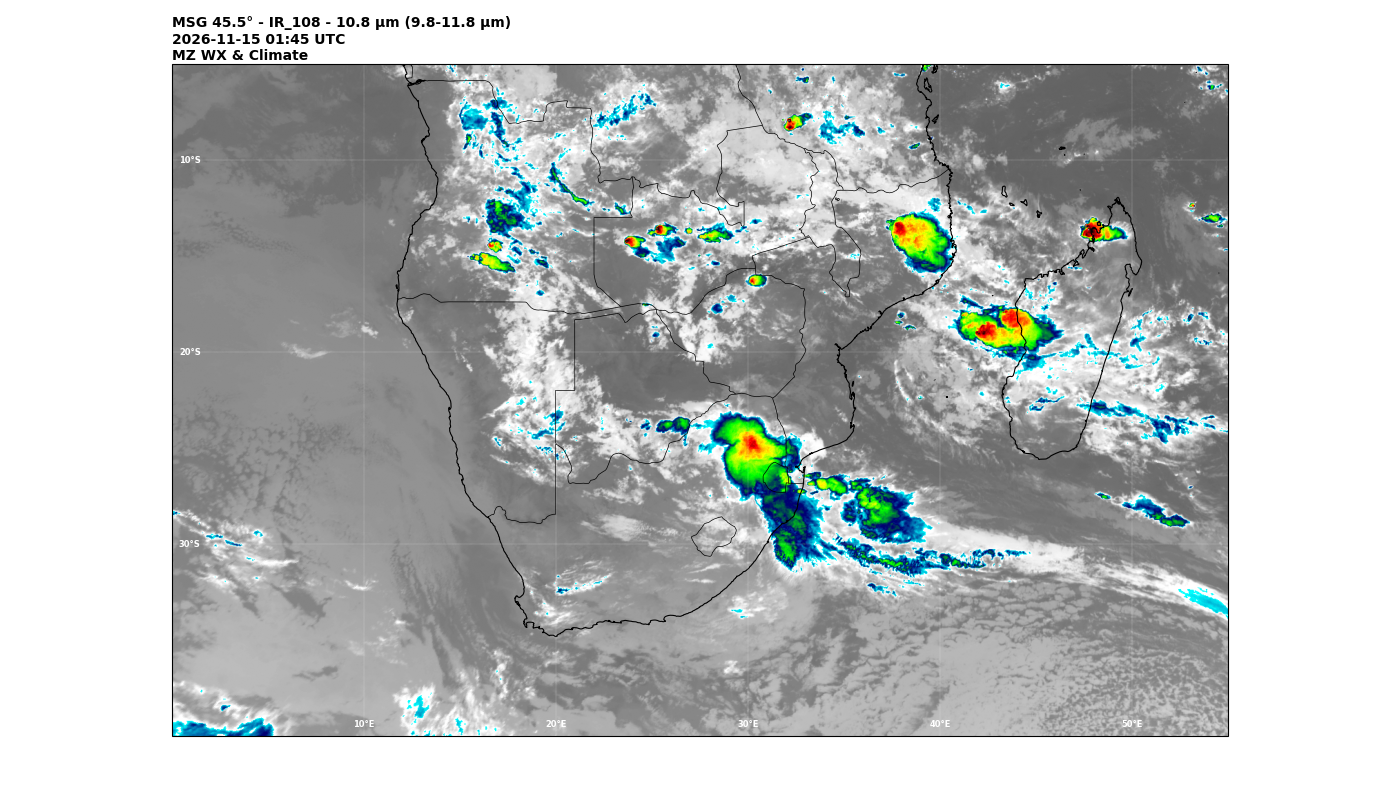 MSG 45.5° - IR_108 - 10.8 µm (9.8-11.8 µm)
2026-11-15 01:45 UTC
MZ WX & Climate
10°S
20°S
30°S
10°E 20°E 30°E 40°E 50°E